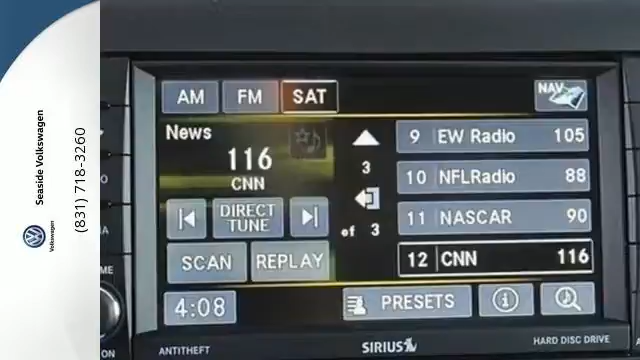 Seaside Volkswagen
(831) 718-3260
Volkswagen
AM FM SAT NAV
News
116
CNN
DIRECT TUNE
SCAN REPLAY
3
of 3
9 EW Radio 105
10 NFLRadio 88
11 NASCAR 90
12 CNN 116
4:08 PRESETS i
ANTITHEFT SIRIUS HARD DISC DRIVE